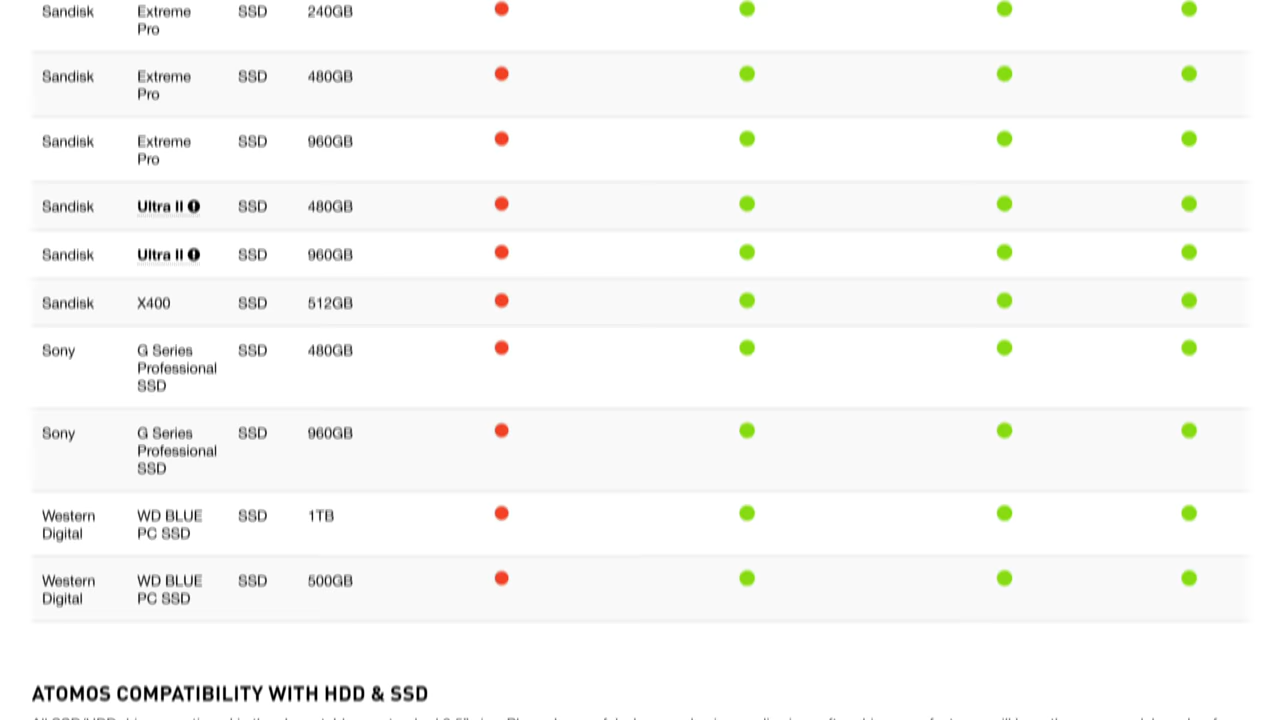 Sandisk Extreme SSD 240GB
Pro
Sandisk Extreme SSD 480GB
Pro
Sandisk Extreme SSD 960GB
Pro
Sandisk Ultra II SSD 480GB
Sandisk Ultra II SSD 960GB
Sandisk X400 SSD 512GB
Sony G Series SSD 480GB
Professional
SSD
Sony G Series SSD 960GB
Professional
SSD
Western WD BLUE SSD 1TB
Digital PC SSD
Western WD BLUE SSD 500GB
Digital PC SSD
ATOMOS COMPATIBILITY WITH HDD & SSD